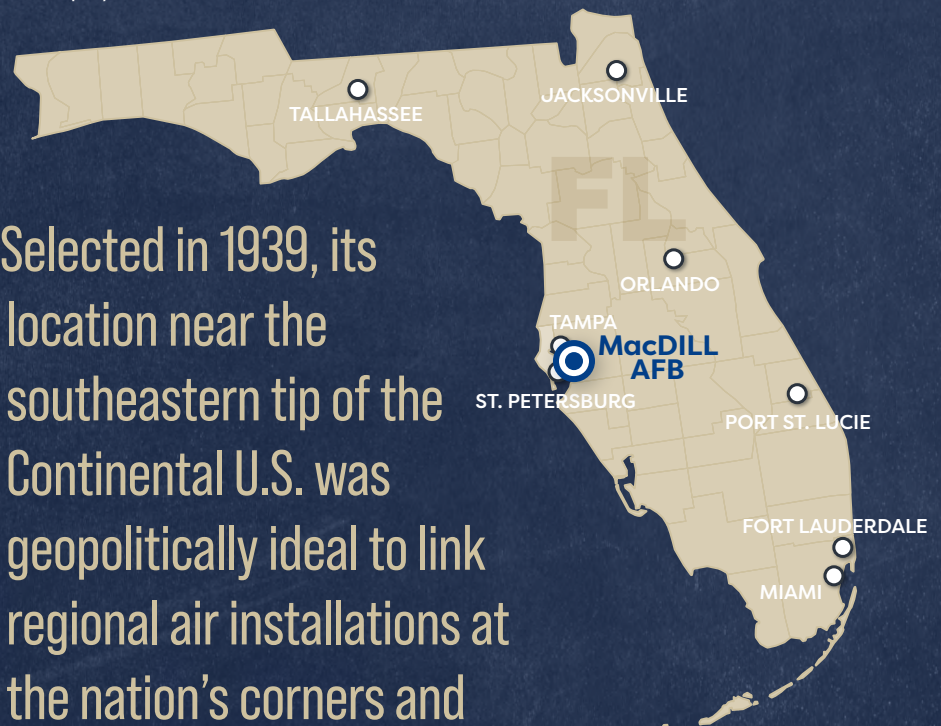 TALLAHASSEE
JACKSONVILLE
FL
ORLANDO
TAMPA
MacDILL
AFB
ST. PETERSBURG
PORT ST. LUCIE
FORT LAUDERDALE
MIAMI
Selected in 1939, its
location near the
southeastern tip of the
Continental U.S. was
geopolitically ideal to link
regional air installations at
the nation’s corners and